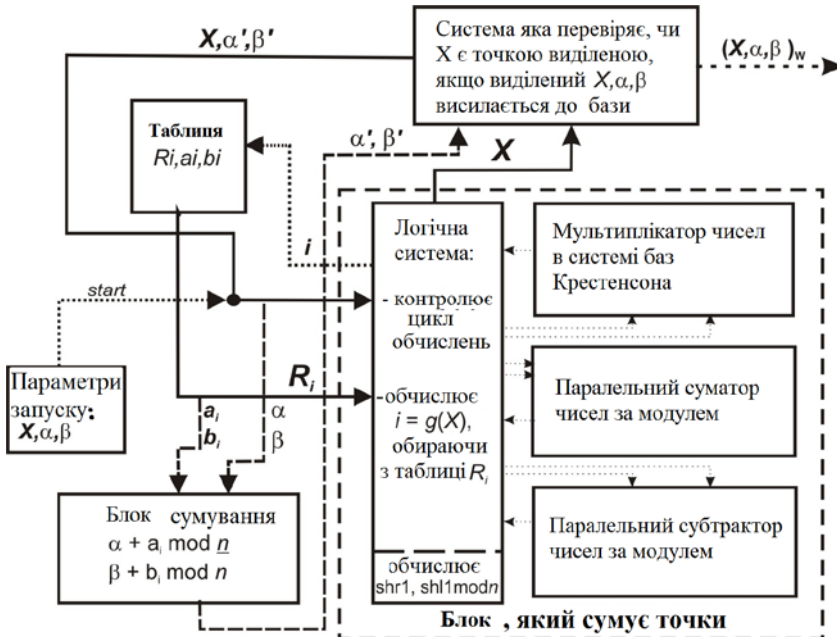 X,α',β'
Система яка перевіряє, чи
X є точкою виділеною,
якщо виділений X,α,β
висилається до бази
(X,α,β)w
Таблиця
Ri,ai,bi
α', β'
X
i
start
Логічна
система:
- контролює
цикл
обчислень
-обчислює
i = g(X),
обираючи
з таблиці Ri
обчислює
shr1, shl1modn
Мультиплікатор чисел
в системі баз
Крестенсона
Паралельний суматор
чисел за модулем
Паралельний субтрактор
чисел за модулем
Параметри
запуску:
X,α,β
Ri
ai
bi
α
β
Блок сумування
α + ai mod n
β + bi mod n
Блок , який сумує точки